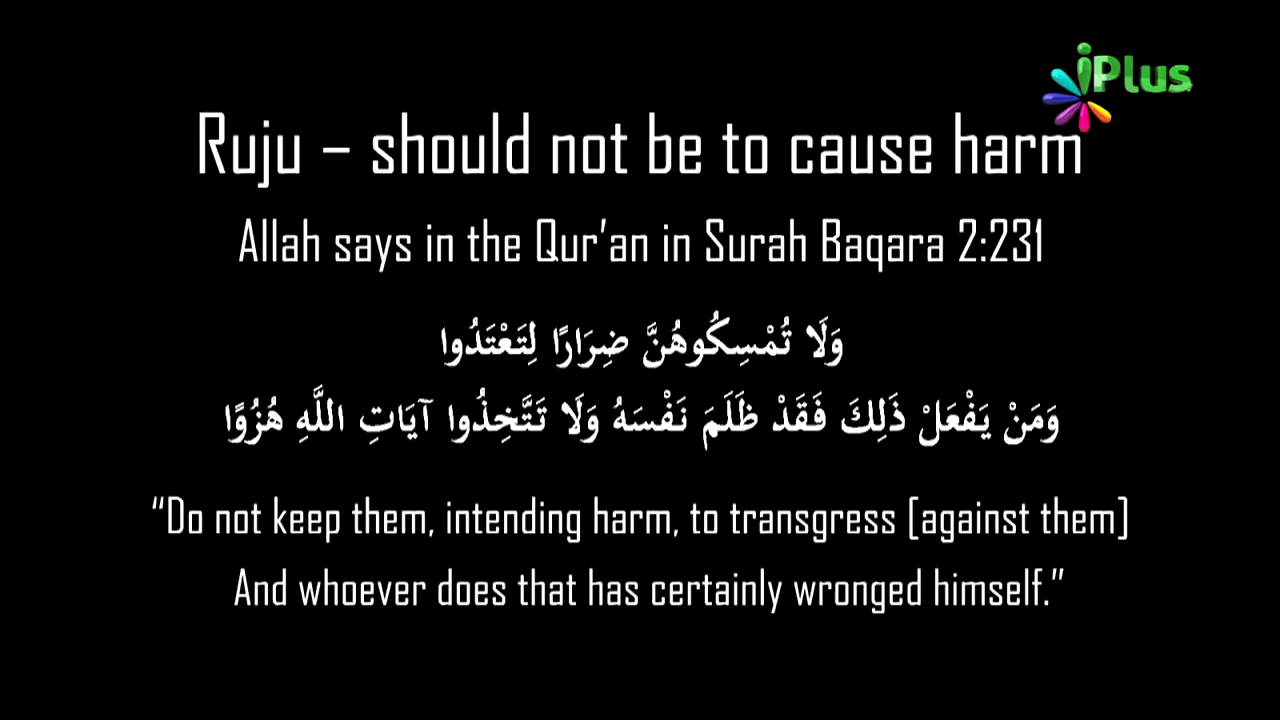 iPlus
Ruju – should not be to cause harm
Allah says in the Qur’an in Surah Baqara 2:231
وَلَا تُمْسِكُوهُنَّ ضِرَارًا لِتَعْتَدُوا
وَمَنْ يَفْعَلْ ذَلِكَ فَقَدْ ظَلَمَ نَفْسَهُ وَلَا تَتَّخِذُوا آيَاتِ اللَّهِ هُزُوًا
“Do not keep them, intending harm, to transgress [against them]
And whoever does that has certainly wronged himself.”